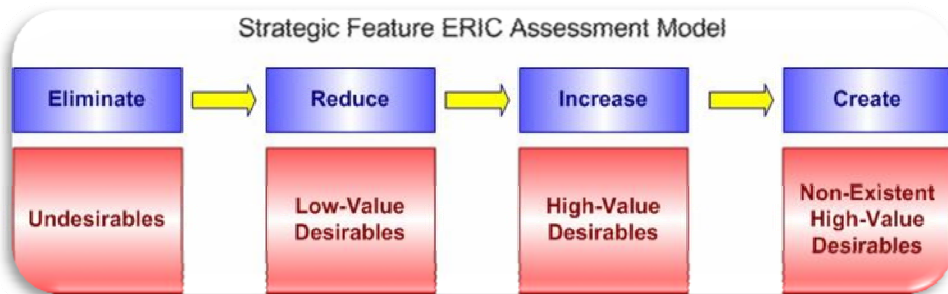 Strategic Feature ERIC Assessment Model
Eliminate
Reduce
Increase
Create
Undesirables
Low-Value
Desirables
High-Value
Desirables
Non-Existent
High-Value
Desirables